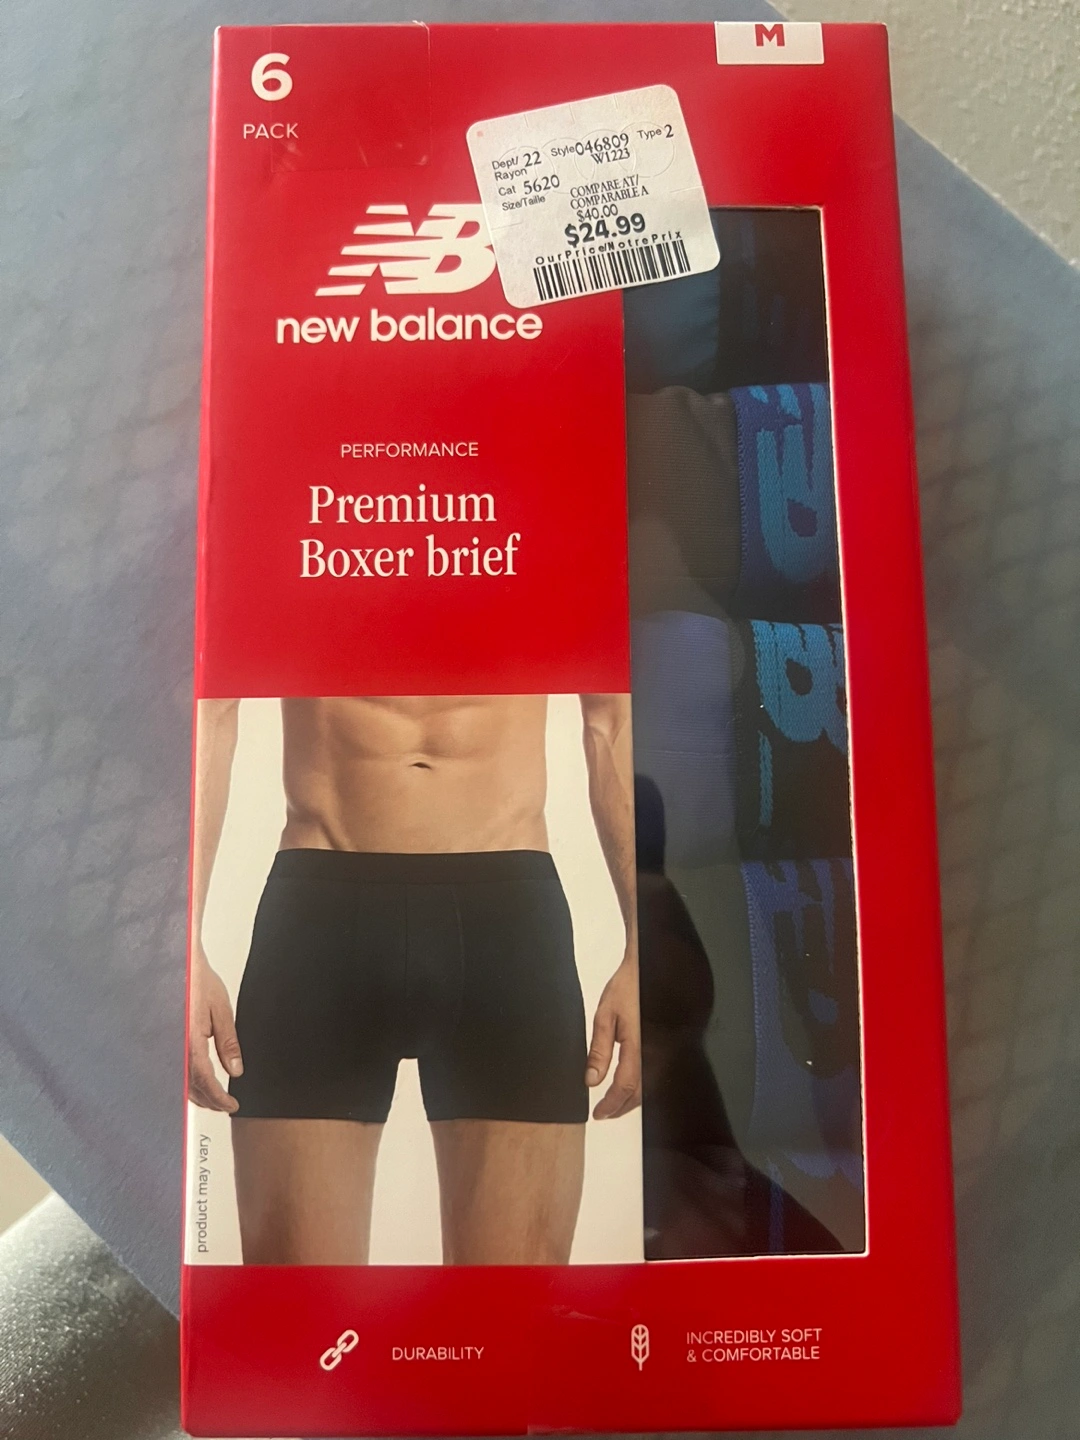 6
PACK
M
Dept/ 22 Style 046809 Type 2
Rayon W1223
Cat 5620 COMPARE AT/
Size/Taille COMPARABLE A
$40.00
$24.99
OurPrice/NotrePrix
NB
new balance
PERFORMANCE
Premium
Boxer brief
product may vary
DURABILITY
INCREDIBLY SOFT
& COMFORTABLE